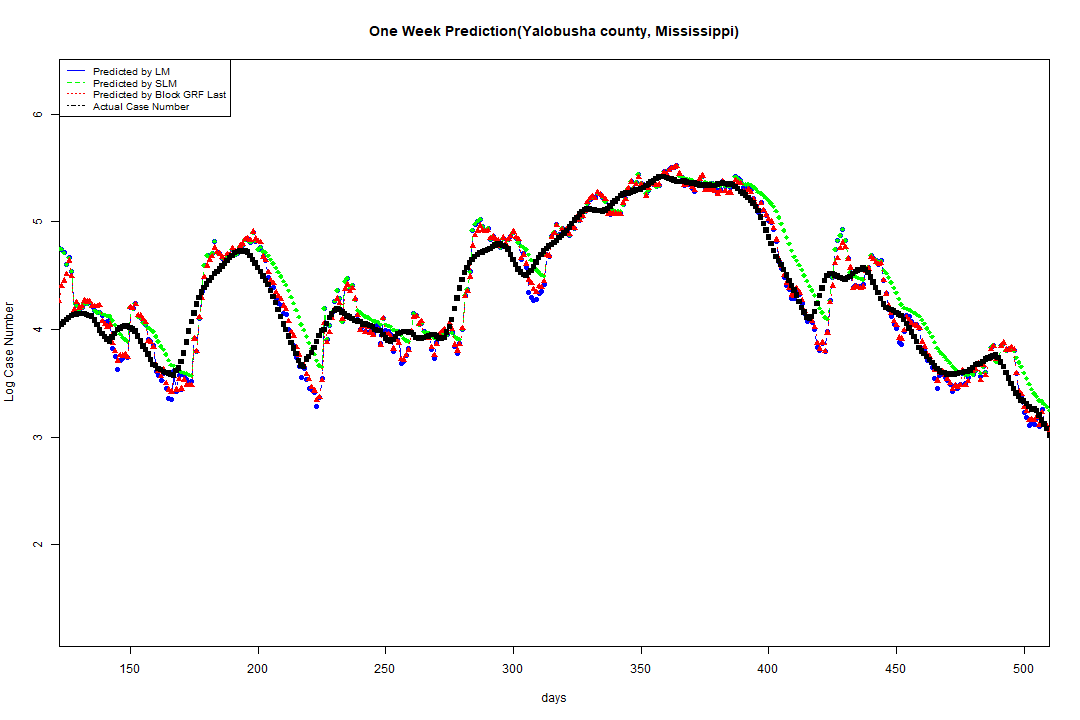 One Week Prediction(Yalobusha county, Mississippi)
Predicted by LM
Predicted by SLM
Predicted by Block GRF Last
Actual Case Number
6
5
4
3
2
Log Case Number
150 200 250 300 350 400 450 500
days